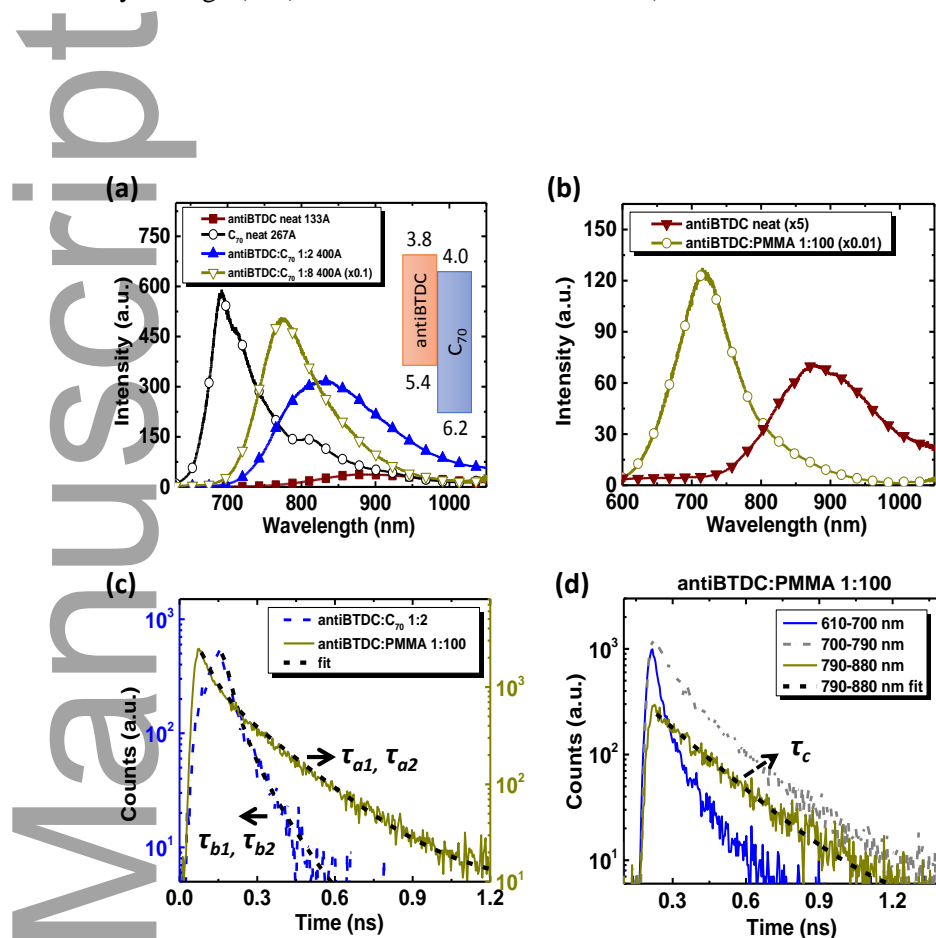 Manuscript
(a)
antiBTDC neat 133A
C₇₀ neat 267A
antiBTDC:C₇₀ 1:2 400A
antiBTDC:C₇₀ 1:8 400A (x0.1)
3.8
4.0
antiBTDC
C₇₀
5.4
6.2
750
600
450
300
150
0
Intensity (a.u.)
700 800 900 1000
Wavelength (nm)
(b)
antiBTDC neat (x5)
antiBTDC:PMMA 1:100 (x0.01)
150
120
90
60
30
0
Intensity (a.u.)
600 700 800 900 1000
Wavelength (nm)
(c)
antiBTDC:C₇₀ 1:2
antiBTDC:PMMA 1:100
fit
10³
10²
10¹
Counts (a.u.)
10³
10²
10¹
τa1, τa2
τb1, τb2
0.0 0.3 0.6 0.9 1.2
Time (ns)
(d)
antiBTDC:PMMA 1:100
610-700 nm
700-790 nm
790-880 nm
790-880 nm fit
10³
10²
10¹
Counts (a.u.)
τc
0.3 0.6 0.9 1.2
Time (ns)